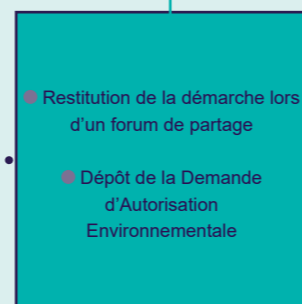 Restitution de la démarche lors
d'un forum de partage
Dépôt de la Demande
d'Autorisation
Environnementale